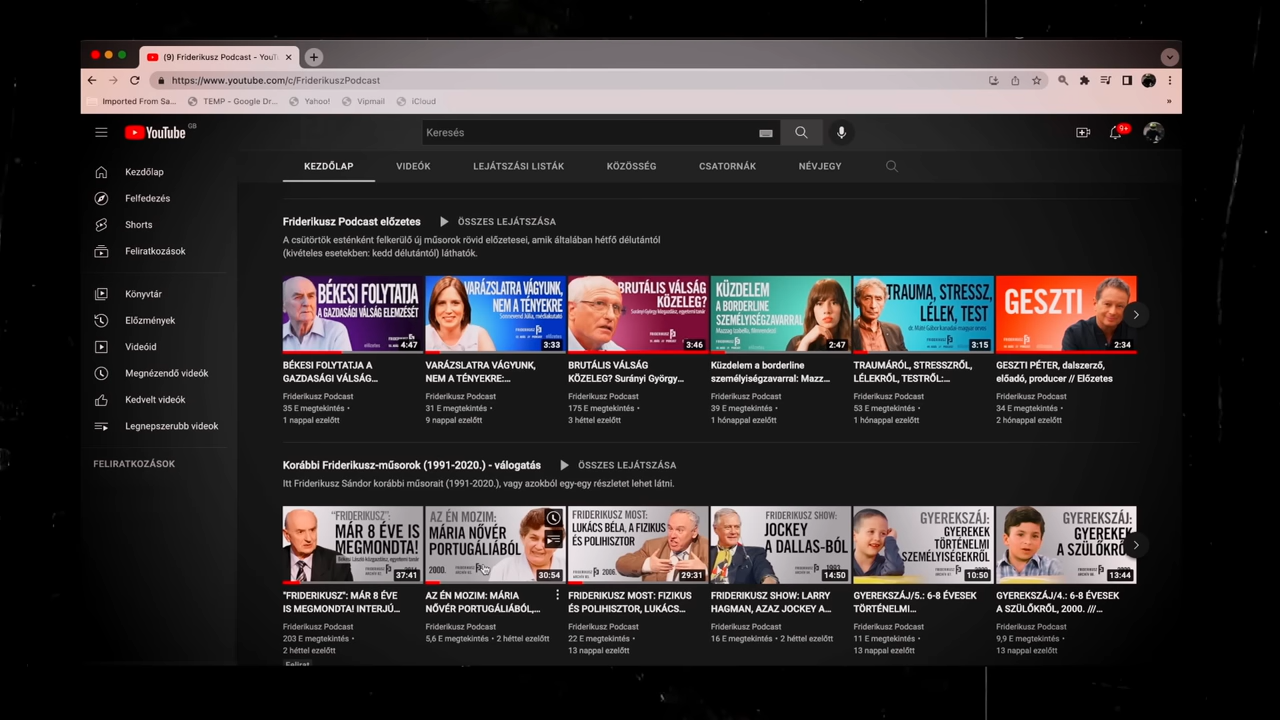 (9) Friderikusz Podcast - YouT
https://www.youtube.com/c/FriderikuszPodcast
Imported From Sa... TEMP - Google Dr... Yahoo! Vipmail iCloud »
YouTube GB
Keresés
9+
KEZDŐLAP VIDEÓK LEJÁTSZÁSI LISTÁK KÖZÖSSÉG CSATORNÁK NÉVJEGY
Kezdőlap
Felfedezés
Shorts
Feliratkozások
Könyvtár
Előzmények
Videóid
Megnézendő videók
Kedvelt videók
Legnepszerubb videok
FELIRATKOZÁSOK
Friderikusz Podcast előzetes ÖSSZES LEJÁTSZÁSA
A csütörtök esténként felkerülő új műsorok rövid előzetesei, amik általában hétfő délutántól
(kivételes esetekben: kedd délutántól) láthatók.
BÉKESI FOLYTATJA
A GAZDASÁGI VÁLSÁG ELEMZÉSÉT
4:47
BÉKESI FOLYTATJA A
GAZDASÁGI VÁLSÁG...
Friderikusz Podcast
35 E megtekintés •
1 nappal ezelőtt
VARÁZSLATRA VÁGYUNK,
NEM A TÉNYEKRE
3:33
VARÁZSLATRA VÁGYUNK,
NEM A TÉNYEKRE:...
Friderikusz Podcast
31 E megtekintés •
9 nappal ezelőtt
BRUTÁLIS VÁLSÁG
KÖZELEG?
3:46
BRUTÁLIS VÁLSÁG
KÖZELEG? Surányi György...
Friderikusz Podcast
175 E megtekintés •
3 héttel ezelőtt
KÜZDELEM
A BORDERLINE
SZEMÉLYISÉGZAVARRAL
2:47
Küzdelem a borderline
személyiségzavarral: Mazz...
Friderikusz Podcast
39 E megtekintés •
1 hónappal ezelőtt
TRAUMA, STRESSZ,
LÉLEK, TEST
3:15
TRAUMÁRÓL, STRESSZRŐL,
LÉLEKRŐL, TESTRŐL:...
Friderikusz Podcast
53 E megtekintés •
1 hónappal ezelőtt
GESZTI
2:34
GESZTI PÉTER, dalszerző,
előadó, producer // Előzetes
Friderikusz Podcast
34 E megtekintés •
2 hónappal ezelőtt
Korábbi Friderikusz-műsorok (1991-2020.) - válogatás ÖSSZES LEJÁTSZÁSA
Itt Friderikusz Sándor korábbi műsorait (1991-2020.), vagy azokból egy-egy részletet lehet látni.
"FRIDERIKUSZ":
MÁR 8 ÉVE IS
MEGMONDTA!
37:41
"FRIDERIKUSZ": MÁR 8 ÉVE
IS MEGMONDTA! INTERJÚ...
Friderikusz Podcast
203 E megtekintés •
2 héttel ezelőtt
Felirat
AZ ÉN MOZIM:
MÁRIA NŐVÉR
PORTUGÁLIÁBÓL
2000.
30:54
AZ ÉN MOZIM: MÁRIA
NŐVÉR PORTUGÁLIÁBÓL,...
Friderikusz Podcast
5,6 E megtekintés • 2 héttel ezelőtt
FRIDERIKUSZ MOST:
LUKÁCS BÉLA, A FIZIKUS
ÉS POLIHISZTOR
2006.
29:31
FRIDERIKUSZ MOST: FIZIKUS
ÉS POLIHISZTOR, LUKÁCS...
Friderikusz Podcast
22 E megtekintés •
13 nappal ezelőtt
FRIDERIKUSZ SHOW:
JOCKEY
A DALLAS-BÓL
14:50
FRIDERIKUSZ SHOW: LARRY
HAGMAN, AZAZ JOCKEY A...
Friderikusz Podcast
16 E megtekintés • 2 héttel ezelőtt
GYEREKSZÁJ:
GYEREKEK
TÖRTÉNELMI
SZEMÉLYISÉGEKRŐL
10:50
GYEREKSZÁJ/5.: 6-8 ÉVESEK
TÖRTÉNELMI...
Friderikusz Podcast
11 E megtekintés •
13 nappal ezelőtt
GYEREKSZÁJ:
GYEREKEK
A SZÜLŐKRŐL
13:44
GYEREKSZÁJ/4.: 6-8 ÉVESEK
A SZÜLŐKRŐL, 2000. ///...
Friderikusz Podcast
9,9 E megtekintés •
13 nappal ezelőtt